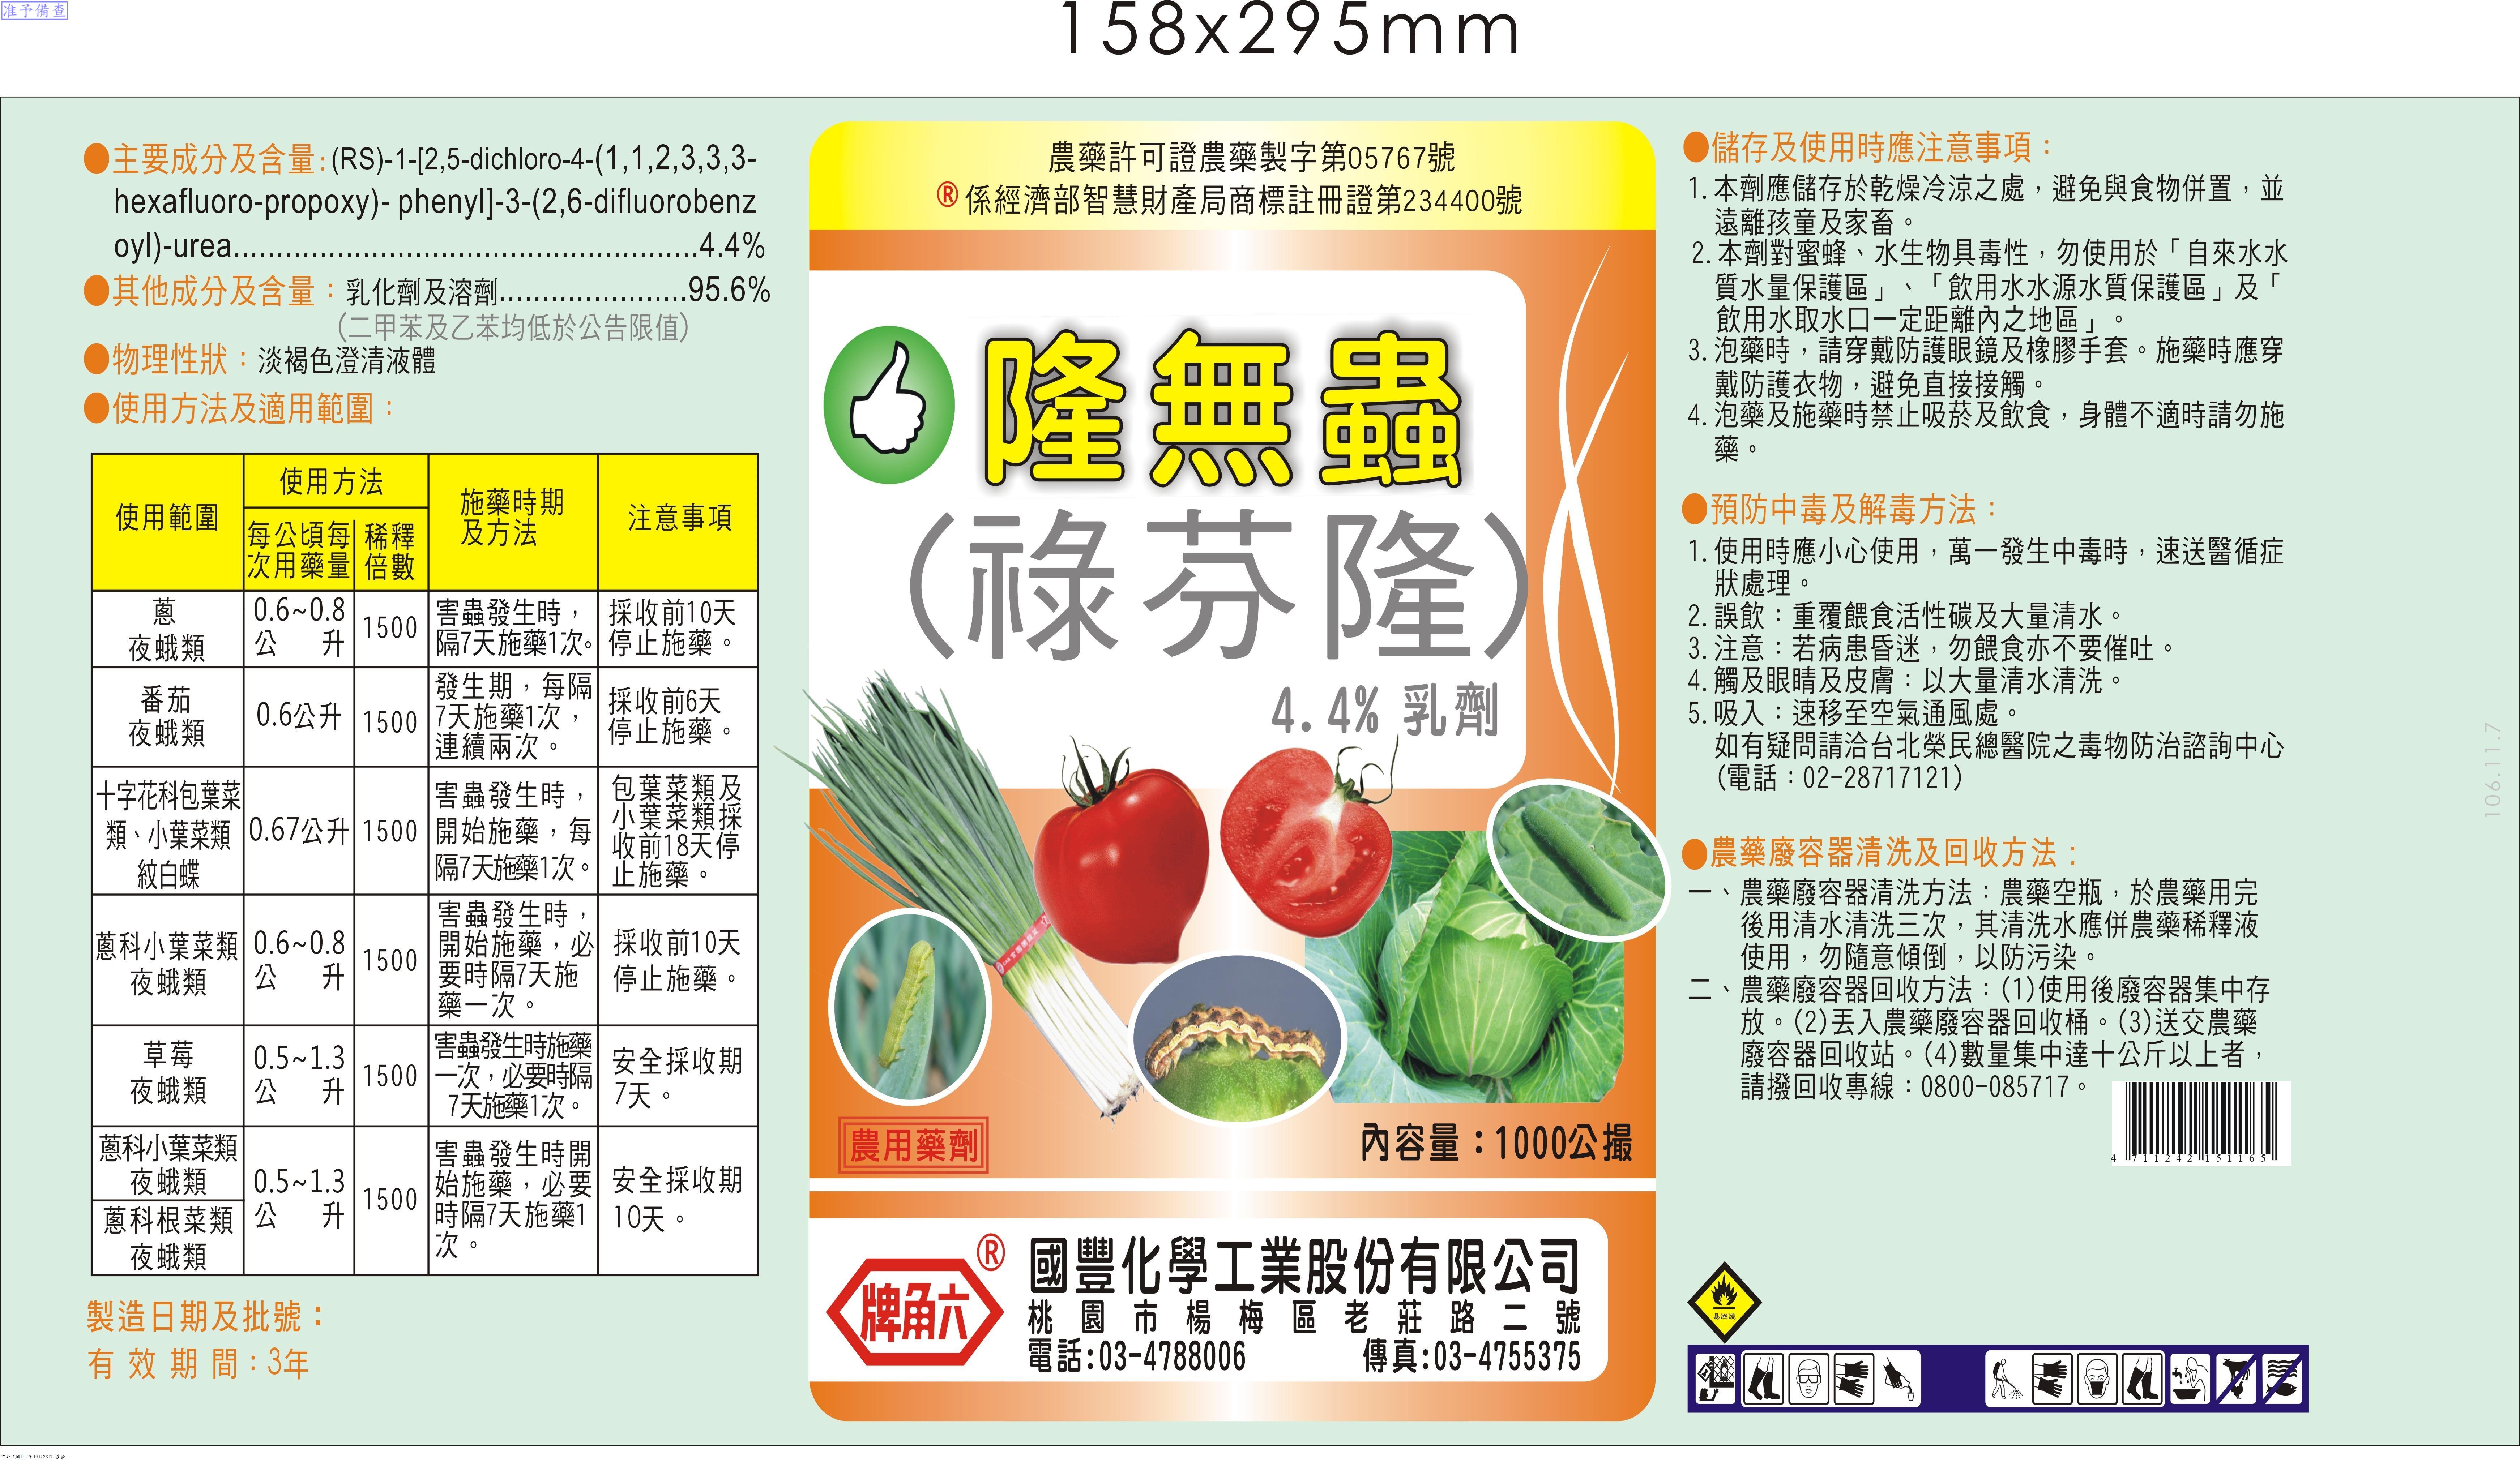 准予備查
158x295mm
●主要成分及含量:(RS)-1-[2,5-dichloro-4-(1,1,2,3,3,3-
hexafluoro-propoxy)- phenyl]-3-(2,6-difluorobenz
oyl)-urea......................................................4.4%
●其他成分及含量：乳化劑及溶劑......................95.6%
(二甲苯及乙苯均低於公告限值)
●物理性狀：淡褐色澄清液體
●使用方法及適用範圍：
使用範圍
使用方法
每公頃每
次用藥量
稀釋
倍數
施藥時期
及方法
注意事項
蔥
夜蛾類
0.6~0.8
公 升
1500
害蟲發生時，
隔7天施藥1次。
採收前10天
停止施藥。
番茄
夜蛾類
0.6公升
1500
發生期，每隔
7天施藥1次，
連續兩次。
採收前6天
停止施藥。
十字花科包葉菜
類、小葉菜類
紋白蝶
0.67公升
1500
害蟲發生時，
開始施藥，每
隔7天施藥1次。
包葉菜類及
小葉菜類採
收前18天停
止施藥。
蔥科小葉菜類
夜蛾類
0.6~0.8
公 升
1500
害蟲發生時，
開始施藥，必
要時隔7天施
藥一次。
採收前10天
停止施藥。
草莓
夜蛾類
0.5~1.3
公 升
1500
害蟲發生時施藥
一次，必要時隔
7天施藥1次。
安全採收期
7天。
蔥科小葉菜類
夜蛾類
蔥科根菜類
夜蛾類
0.5~1.3
公 升
1500
害蟲發生時開
始施藥，必要
時隔7天施藥1
次。
安全採收期
10天。
製造日期及批號：
有效期間：3年
農藥許可證農藥製字第05767號
®係經濟部智慧財產局商標註冊證第234400號
隆無蟲
(祿芬隆)
4.4% 乳劑
農用藥劑
內容量：1000公撮
牌角六
®
國豐化學工業股份有限公司
桃園市楊梅區老莊路二號
電話:03-4788006 傳真:03-4755375
●儲存及使用時應注意事項：
1. 本劑應儲存於乾燥冷涼之處，避免與食物併置，並
遠離孩童及家畜。
2. 本劑對蜜蜂、水生物具毒性，勿使用於「自來水水
質水量保護區」、「飲用水水源水質保護區」及「
飲用水取水口一定距離內之地區」。
3. 泡藥時，請穿戴防護眼鏡及橡膠手套。施藥時應穿
戴防護衣物，避免直接接觸。
4. 泡藥及施藥時禁止吸菸及飲食，身體不適時請勿施
藥。
●預防中毒及解毒方法：
1. 使用時應小心使用，萬一發生中毒時，速送醫循症
狀處理。
2. 誤飲：重覆餵食活性碳及大量清水。
3. 注意：若病患昏迷，勿餵食亦不要催吐。
4. 觸及眼睛及皮膚：以大量清水清洗。
5. 吸入：速移至空氣通風處。
如有疑問請洽台北榮民總醫院之毒物防治諮詢中心
(電話：02-28717121)
●農藥廢容器清洗及回收方法：
一、農藥廢容器清洗方法：農藥空瓶，於農藥用完
後用清水清洗三次，其清洗水應併農藥稀釋液
使用，勿隨意傾倒，以防污染。
二、農藥廢容器回收方法：(1)使用後廢容器集中存
放。(2)丟入農藥廢容器回收桶。(3)送交農藥
廢容器回收站。(4)數量集中達十公斤以上者，
請撥回收專線：0800-085717。
4 711242 151165
易燃燒
106.11.7